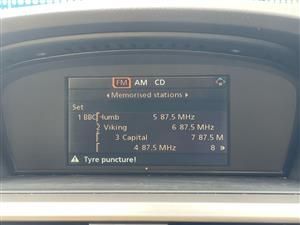 FM AM CD
Memorised stations
Set
1 BBC Humb 5 87.5 MHz
2 Viking 6 87.5 MHz
3 Capital 7 87.5 M
4 87.5 MHz 8
Tyre puncture!